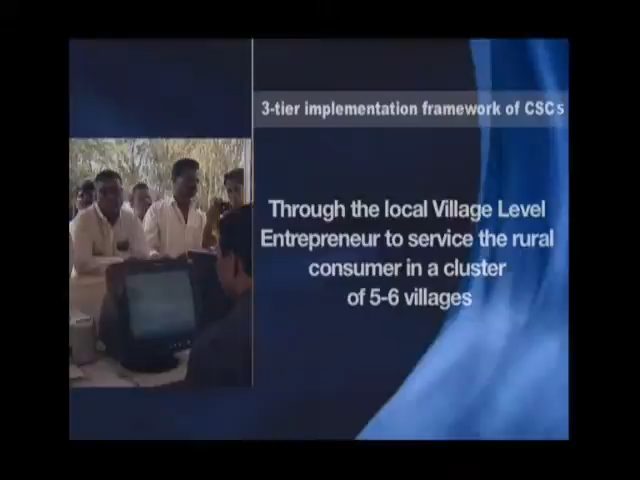 3-tier implementation framework of CSCs
Through the local Village Level
Entrepreneur to service the rural
consumer in a cluster
of 5-6 villages